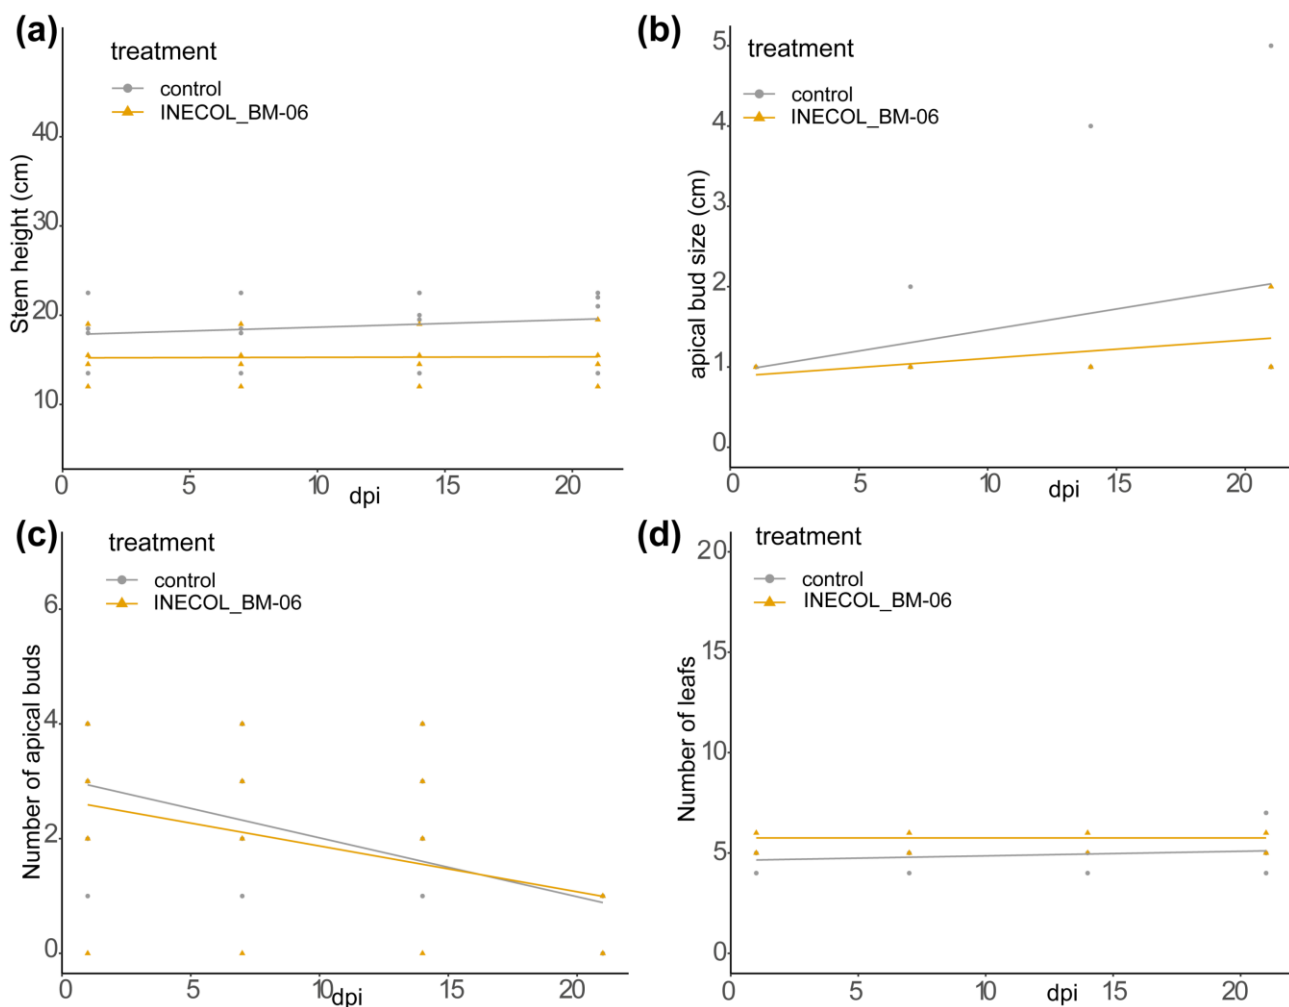 (a)
treatment
control
INECOL_BM-06
Stem height (cm)
40
30
20
10
0
5
10
15
20
dpi
(b)
treatment
control
INECOL_BM-06
apical bud size (cm)
5
4
3
2
1
0
0
5
10
15
20
dpi
(c)
treatment
control
INECOL_BM-06
Number of apical buds
6
4
2
0
0
5
10
15
20
dpi
(d)
treatment
control
INECOL_BM-06
Number of leafs
20
15
10
5
0
0
5
10
15
20
dpi